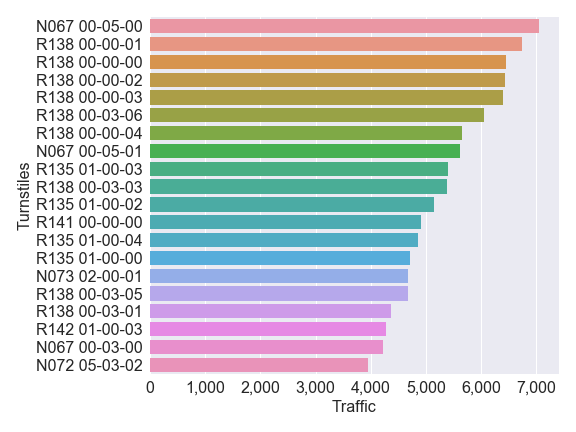 Turnstiles
N067 00-05-00
R138 00-00-01
R138 00-00-00
R138 00-00-02
R138 00-00-03
R138 00-03-06
R138 00-00-04
N067 00-05-01
R135 01-00-03
R138 00-03-03
R135 01-00-02
R141 00-00-00
R135 01-00-04
R135 01-00-00
N073 02-00-01
R138 00-03-05
R138 00-03-01
R142 01-00-03
N067 00-03-00
N072 05-03-02
0 1,000 2,000 3,000 4,000 5,000 6,000 7,000
Traffic